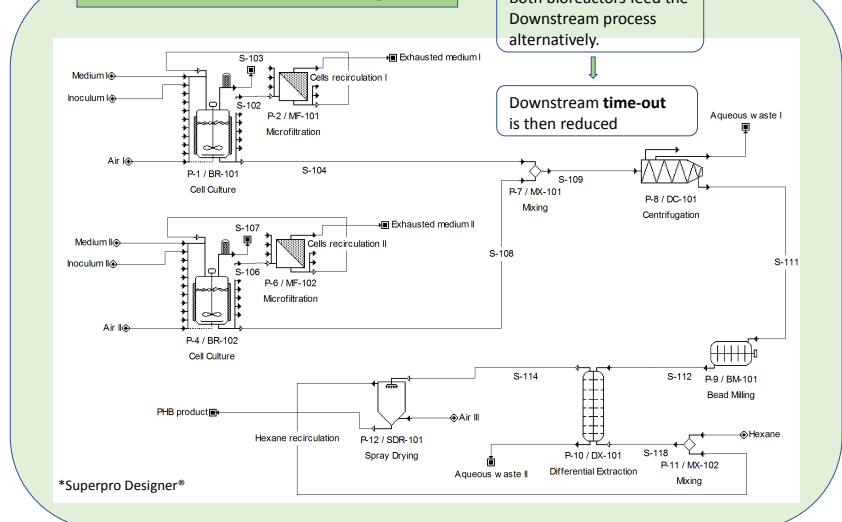 Both bioreactors feed the
Downstream process
alternatively.
Downstream time-out
is then reduced
S-103
Exhausted medium I
Medium I
Cells recirculation I
Inoculum I
S-102
P-2 / MF-101
Microfiltration
Aqueous waste I
Air I
S-104
P-1 / BR-101
Cell Culture
S-109
P-7 / MX-101
Mixing
P-8 / DC-101
Centrifugation
S-107
Exhausted medium II
Medium II
Cells recirculation II
S-108
Inoculum II
S-106
S-111
P-6 / MF-102
Microfiltration
Air II
P-4 / BR-102
Cell Culture
S-114
S-112
P-9 / BM-101
Bead Milling
PHB product
Air III
Hexane
Hexane recirculation
P-12 / SDR-101
Spray Drying
P-10 / DX-101
Differential Extraction
S-118
P-11 / MX-102
Mixing
Aqueous waste II
*Superpro Designer®